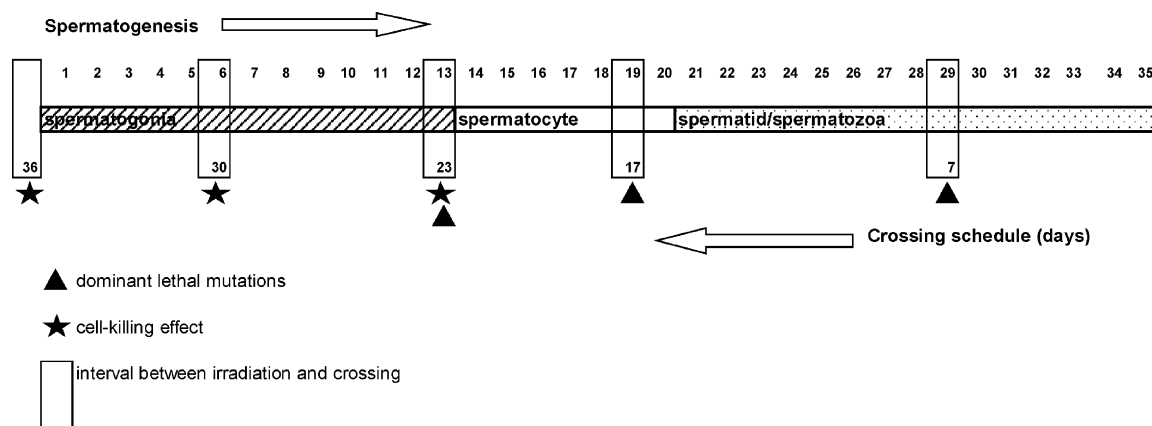 Spermatogenesis
1 2 3 4 5 6 7 8 9 10 11 12 13 14 15 16 17 18 19 20 21 22 23 24 25 26 27 28 29 30 31 32 33 34 35
spermatogonia spermatocyte spermatid/spermatozoa
36 30 23 17 7
Crossing schedule (days)
dominant lethal mutations
cell-killing effect
interval between irradiation and crossing